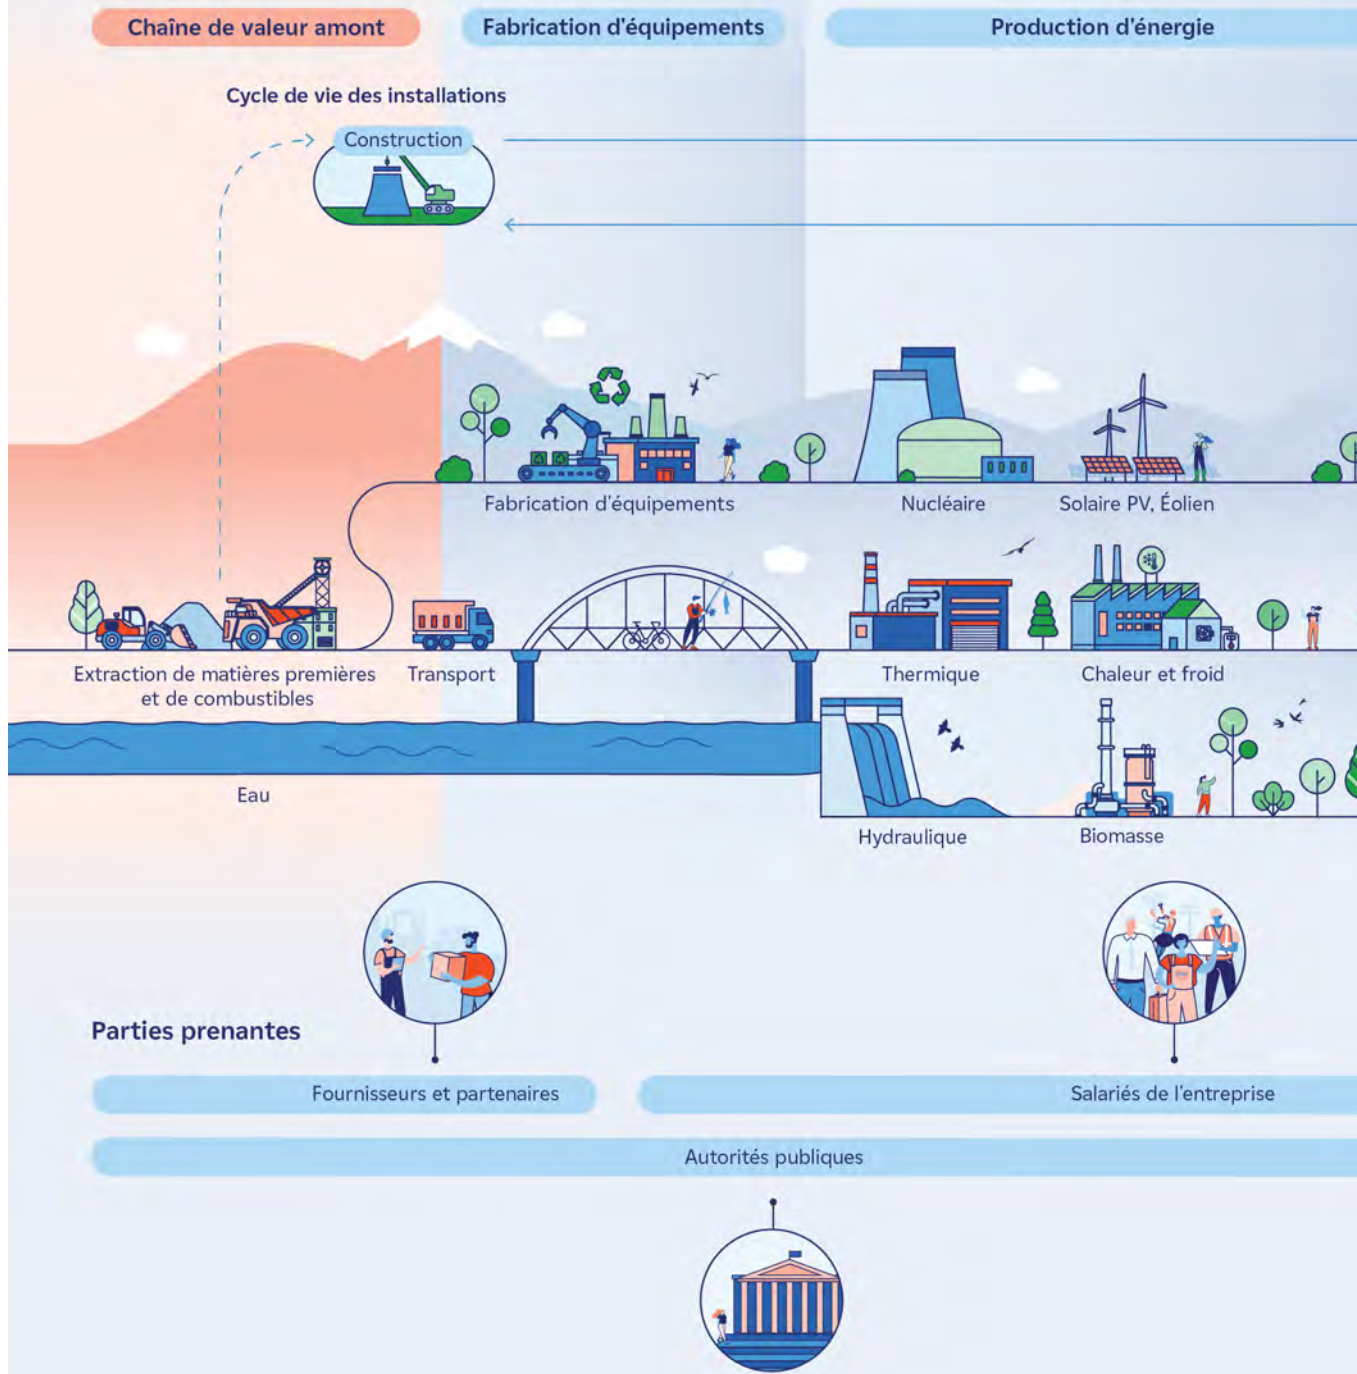 Chaîne de valeur amont
Fabrication d'équipements
Production d'énergie
Cycle de vie des installations
Construction
Fabrication d'équipements
Nucléaire
Solaire PV, Éolien
Extraction de matières premières
et de combustibles
Transport
Thermique
Chaleur et froid
Eau
Hydraulique
Biomasse
Parties prenantes
Fournisseurs et partenaires
Salariés de l'entreprise
Autorités publiques